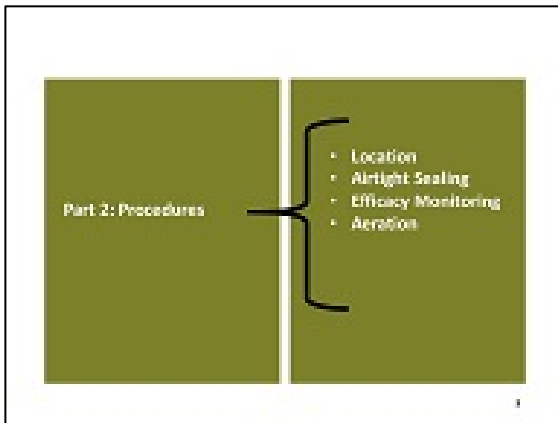 Part 2: Procedures
• Location
• Airtight Sealing
• Efficacy Monitoring
• Aeration